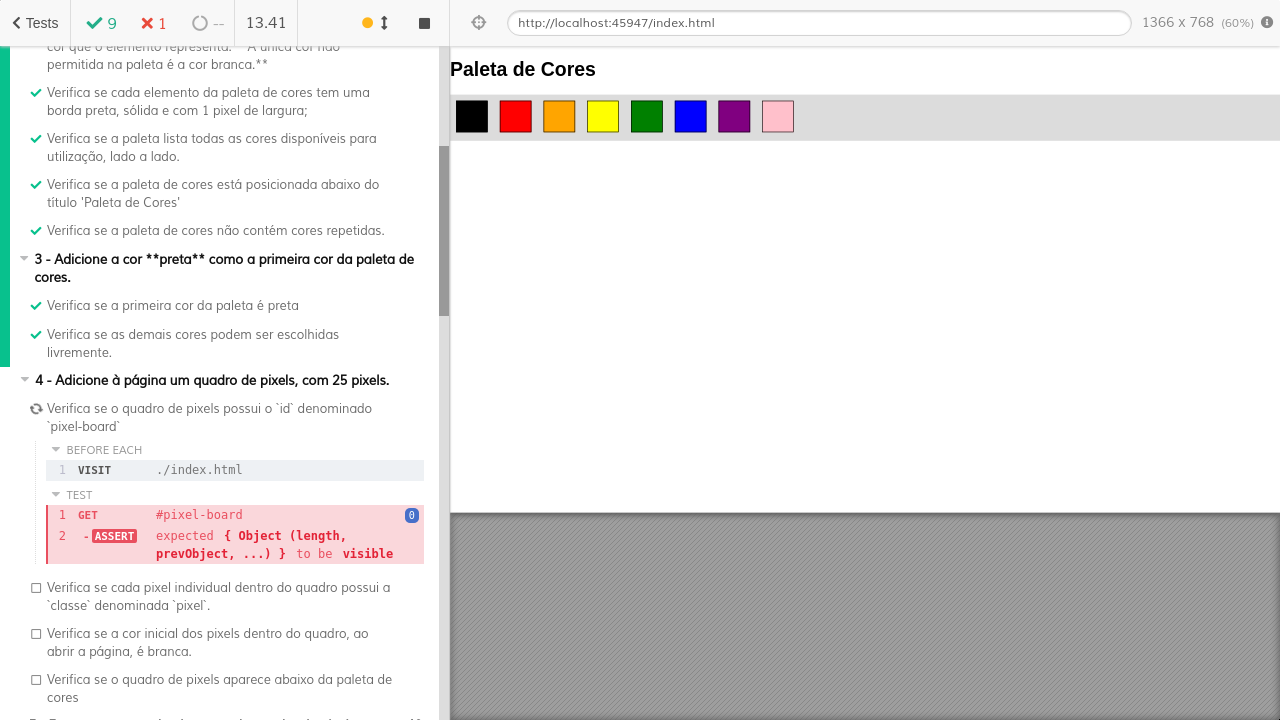 Tests 9 1 -- 13.41
http://localhost:45947/index.html 1366 x 768 (60%)
cor que o elemento representa. **A única cor não
permitida na paleta é a cor branca.**
Verifica se cada elemento da paleta de cores tem uma
borda preta, sólida e com 1 pixel de largura;
Verifica se a paleta lista todas as cores disponíveis para
utilização, lado a lado.
Verifica se a paleta de cores está posicionada abaixo do
título 'Paleta de Cores'
Verifica se a paleta de cores não contém cores repetidas.
3 - Adicione a cor **preta** como a primeira cor da paleta de
cores.
Verifica se a primeira cor da paleta é preta
Verifica se as demais cores podem ser escolhidas
livremente.
4 - Adicione à página um quadro de pixels, com 25 pixels.
Verifica se o quadro de pixels possui o `id` denominado
`pixel-board`
BEFORE EACH
1 VISIT ./index.html
TEST
1 GET #pixel-board 0
2 -ASSERT expected { Object (length,
prevObject, ...) } to be visible
Verifica se cada pixel individual dentro do quadro possui a
`classe` denominada `pixel`.
Verifica se a cor inicial dos pixels dentro do quadro, ao
abrir a página, é branca.
Verifica se o quadro de pixels aparece abaixo da paleta de
cores
Paleta de Cores